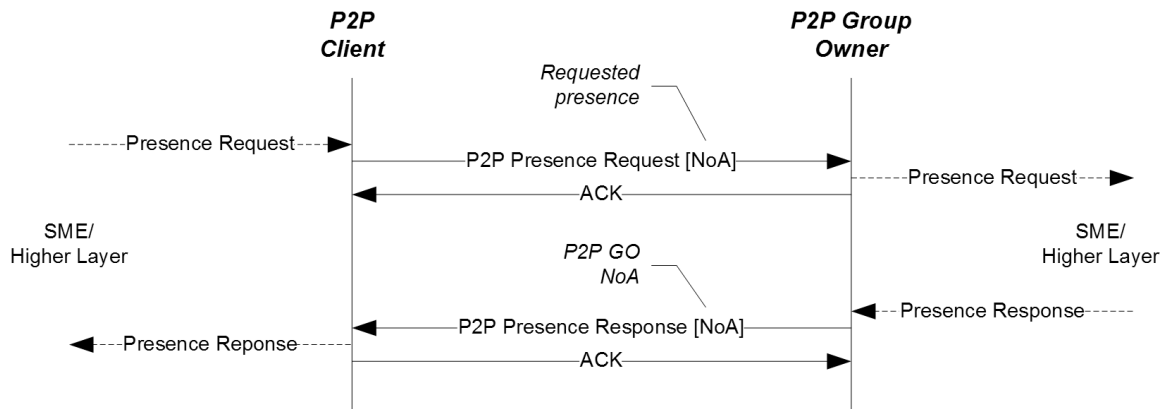 P2P
Client
P2P Group
Owner
Requested
presence
Presence Request
P2P Presence Request [NoA]
Presence Request
ACK
SME/
Higher Layer
SME/
Higher Layer
P2P GO
NoA
Presence Response
P2P Presence Response [NoA]
Presence Reponse
ACK